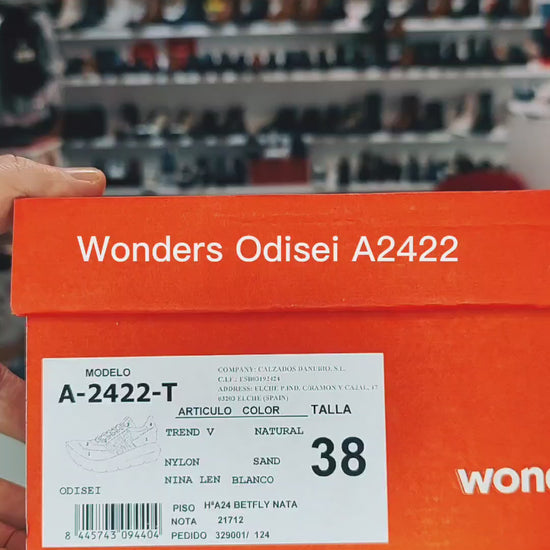 Wonders Odisei A2422
MODELO
A-2422-T
COMPANY: CALZADOS DANUBIO, S.L.
C.I.F.: ESB03192424
ADDRESS: ELCHE P.IND. C/RAMON Y CAJAL, 17
03203 ELCHE (SPAIN)
ARTICULO COLOR TALLA
TREND V NATURAL
38
NYLON SAND
NINA LEN BLANCO
ODISEI
PISO HªA24 BETFLY NATA
NOTA 21712
PEDIDO 329001/ 124
8 445743 094404
wond